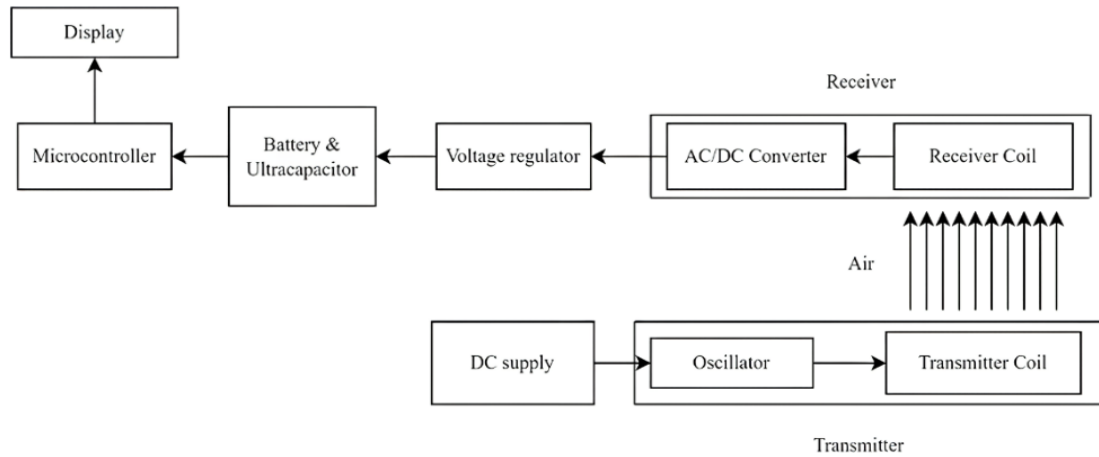 Display
Receiver
Microcontroller
Battery &
Ultracapacitor
Voltage regulator
AC/DC Converter
Receiver Coil
Air
DC supply
Oscillator
Transmitter Coil
Transmitter